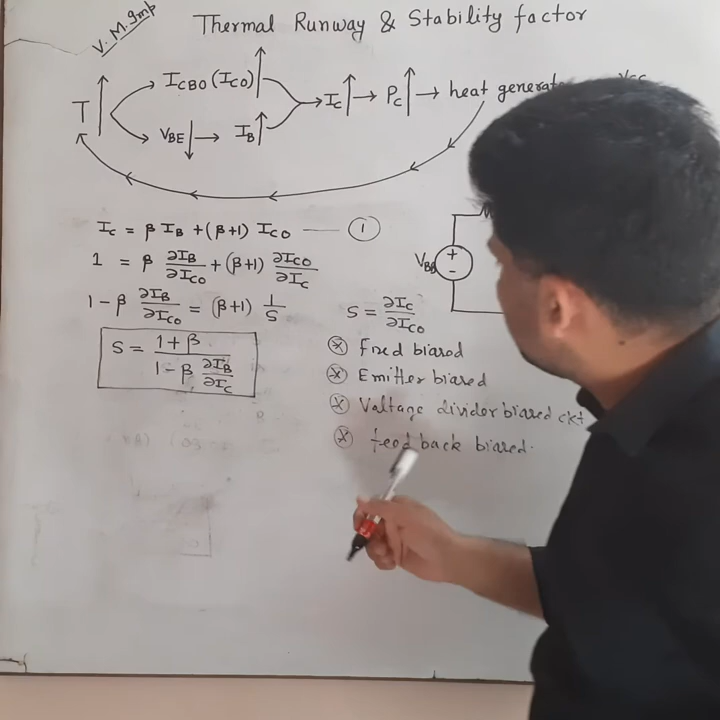 V. M. Imp
Thermal Runway & Stability factor
T↑ → I_CBO (I_CO)↑ → I_C↑ → P_C↑ → heat
V_BE↓ → I_B↑
I_C = β I_B + (β+1) I_CO — ①
1 = β ∂I_B/∂I_CO + (β+1) ∂I_CO/∂I_C
1 - β ∂I_B/∂I_CO = (β+1) 1/S
S = (1+β)/(1-β ∂I_B/∂I_C)
+
-
S = ∂I_C/∂I_CO
Fixed biased
Emitter biased
Voltage divider biased ckt
feedback biased.